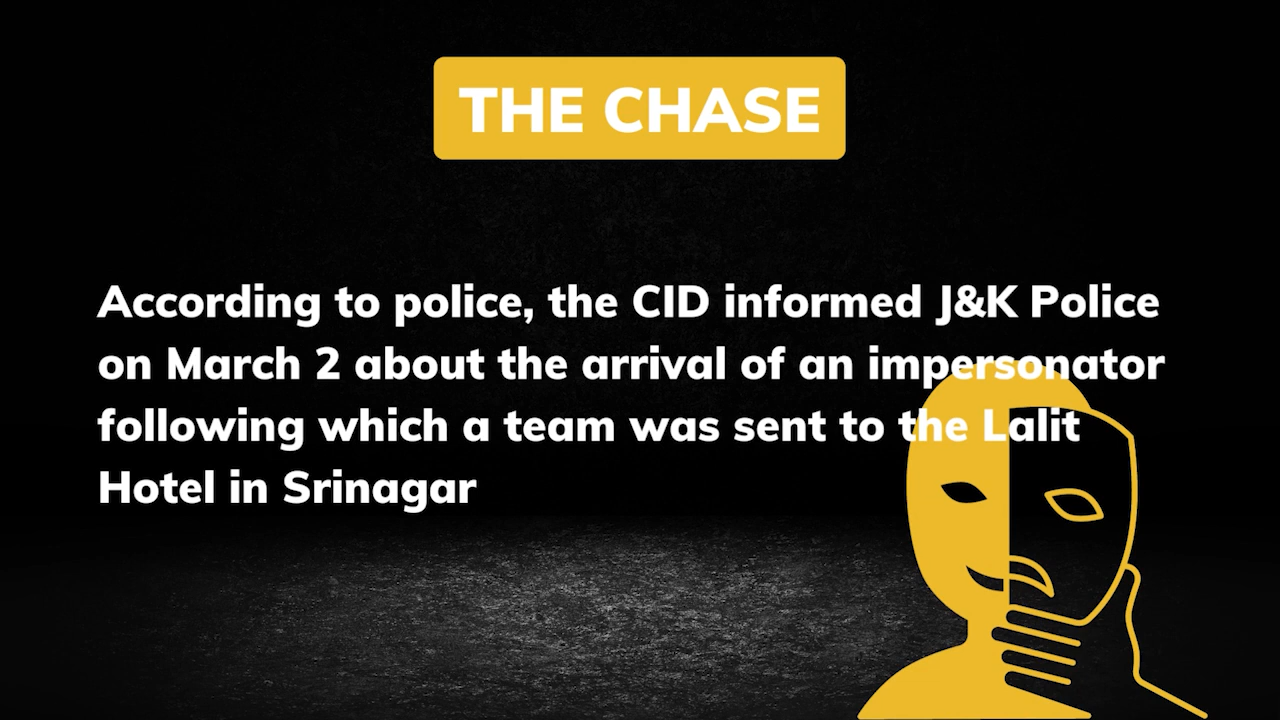 THE CHASE
According to police, the CID informed J&K Police
on March 2 about the arrival of an impersonator
following which a team was sent to the Lalit
Hotel in Srinagar